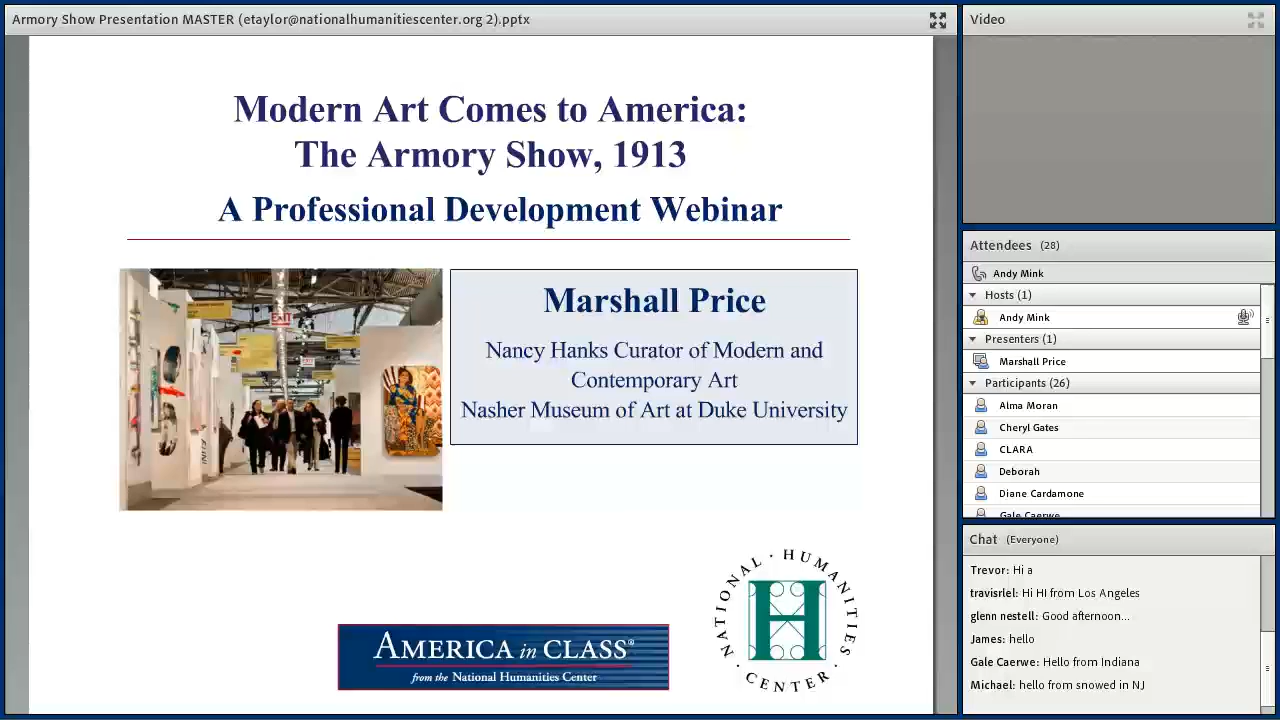 Armory Show Presentation MASTER (etaylor@nationalhumanitiescenter.org 2).pptx
Modern Art Comes to America:
The Armory Show, 1913
A Professional Development Webinar
EXIT
Marshall Price
Nancy Hanks Curator of Modern and
Contemporary Art
Nasher Museum of Art at Duke University
AMERICA in CLASS®
from the National Humanities Center
NATIONAL · HUMANITIES · CENTER ·
H
Video
Attendees (28)
Andy Mink
Hosts (1)
Andy Mink
Presenters (1)
Marshall Price
Participants (26)
Alma Moran
Cheryl Gates
CLARA
Deborah
Diane Cardamone
Gale Caerwe
Chat (Everyone)
Trevor: Hi a
travisrlel: Hi HI from Los Angeles
glenn nestell: Good afternoon...
James: hello
Gale Caerwe: Hello from Indiana
Michael: hello from snowed in NJ